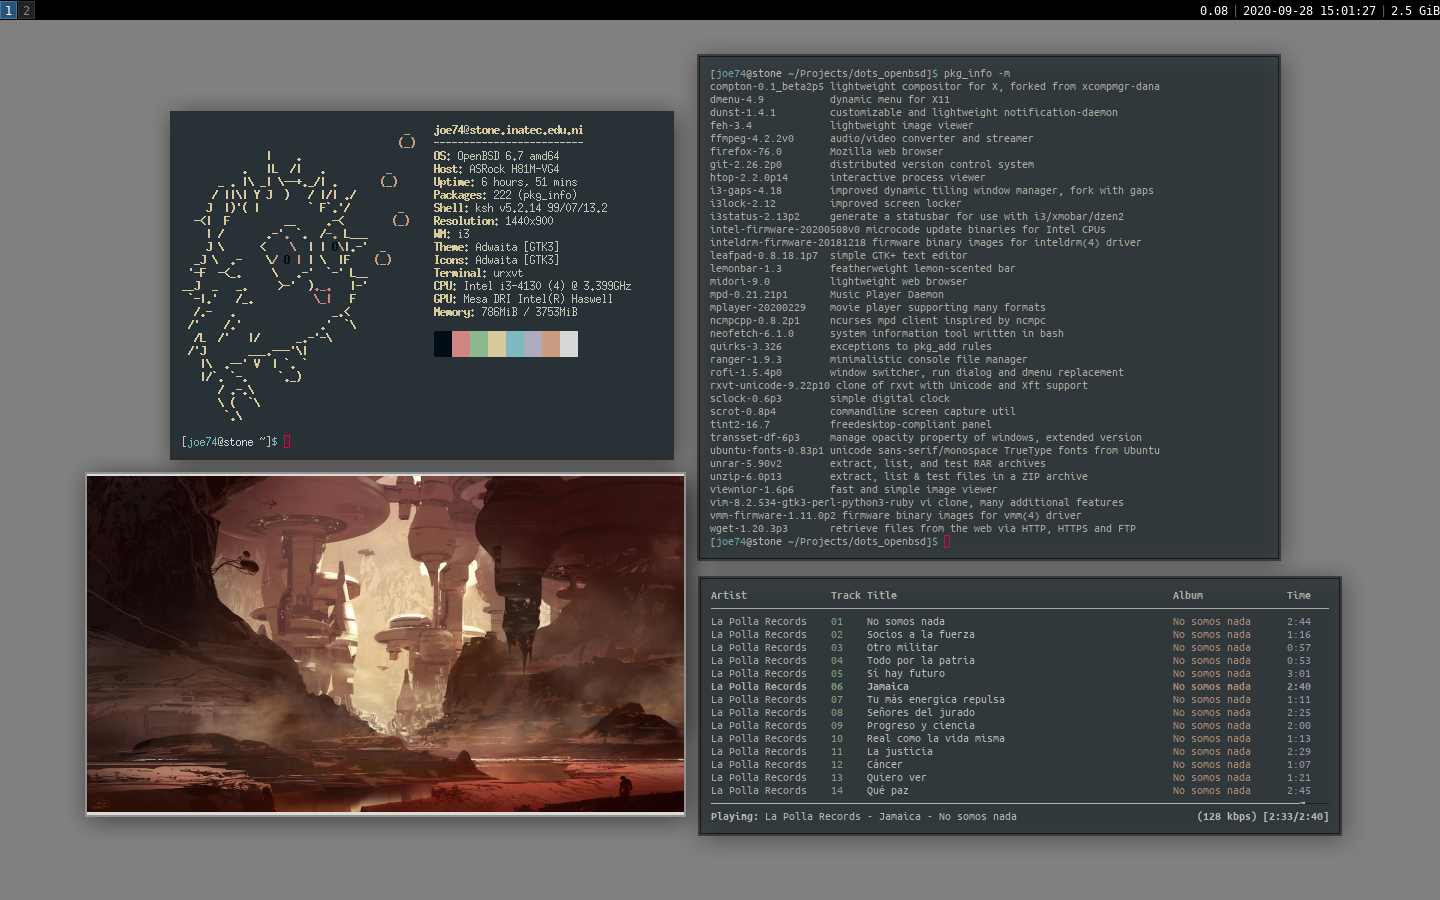 1 2
0.08 | 2020-09-28 15:01:27 | 2.5 GiB
joe74@stone.inatec.edu.ni
-------------------------
OS: OpenBSD 6.7 amd64
Host: ASRock H81M-VG4
Uptime: 6 hours, 51 mins
Packages: 222 (pkg_info)
Shell: ksh v5.2.14 99/07/13.2
Resolution: 1440x900
WM: i3
Theme: Adwaita [GTK3]
Icons: Adwaita [GTK3]
Terminal: urxvt
CPU: Intel i3-4130 (4) @ 3.399GHz
GPU: Mesa DRI Intel(R) Haswell
Memory: 786MiB / 3753MiB
[joe74@stone ~]$
[joe74@stone ~/Projects/dots_openbsd]$ pkg_info -m
compton-0.1_beta2p5 lightweight compositor for X, forked from xcompmgr-dana
dmenu-4.9 dynamic menu for X11
dunst-1.4.1 customizable and lightweight notification-daemon
feh-3.4 lightweight image viewer
ffmpeg-4.2.2v0 audio/video converter and streamer
firefox-76.0 Mozilla web browser
git-2.26.2p0 distributed version control system
htop-2.2.0p14 interactive process viewer
i3-gaps-4.18 improved dynamic tiling window manager, fork with gaps
i3lock-2.12 improved screen locker
i3status-2.13p2 generate a statusbar for use with i3/xmobar/dzen2
intel-firmware-20200508v0 microcode update binaries for Intel CPUs
inteldrm-firmware-20181218 firmware binary images for inteldrm(4) driver
leafpad-0.8.18.1p7 simple GTK+ text editor
lemonbar-1.3 featherweight lemon-scented bar
midori-9.0 lightweight web browser
mpd-0.21.21p1 Music Player Daemon
mplayer-20200229 movie player supporting many formats
ncmpcpp-0.8.2p1 ncurses mpd client inspired by ncmpc
neofetch-6.1.0 system information tool written in bash
quirks-3.326 exceptions to pkg_add rules
ranger-1.9.3 minimalistic console file manager
rofi-1.5.4p0 window switcher, run dialog and dmenu replacement
rxvt-unicode-9.22p10 clone of rxvt with Unicode and Xft support
sclock-0.6p3 simple digital clock
scrot-0.8p4 commandline screen capture util
tint2-16.7 freedesktop-compliant panel
transset-df-6p3 manage opacity property of windows, extended version
ubuntu-fonts-0.83p1 unicode sans-serif/monospace TrueType fonts from Ubuntu
unrar-5.90v2 extract, list, and test RAR archives
unzip-6.0p13 extract, list & test files in a ZIP archive
viewnior-1.6p6 fast and simple image viewer
vim-8.2.534-gtk3-perl-python3-ruby vi clone, many additional features
vmm-firmware-1.11.0p2 firmware binary images for vmm(4) driver
wget-1.20.3p3 retrieve files from the web via HTTP, HTTPS and FTP
[joe74@stone ~/Projects/dots_openbsd]$
Artist Track Title Album Time
La Polla Records 01 No somos nada No somos nada 2:44
La Polla Records 02 Socios a la fuerza No somos nada 1:16
La Polla Records 03 Otro militar No somos nada 0:57
La Polla Records 04 Todo por la patria No somos nada 0:53
La Polla Records 05 Sí hay futuro No somos nada 3:01
La Polla Records 06 Jamaica No somos nada 2:40
La Polla Records 07 Tu más energica repulsa No somos nada 1:11
La Polla Records 08 Señores del jurado No somos nada 2:25
La Polla Records 09 Progreso y ciencia No somos nada 2:00
La Polla Records 10 Real como la vida misma No somos nada 1:13
La Polla Records 11 La justicia No somos nada 2:29
La Polla Records 12 Cáncer No somos nada 1:07
La Polla Records 13 Quiero ver No somos nada 1:21
La Polla Records 14 Qué paz No somos nada 2:45
Playing: La Polla Records - Jamaica - No somos nada (128 kbps) [2:33/2:40]